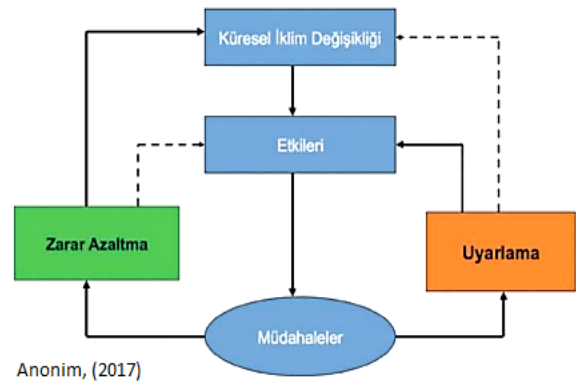 Küresel İklim Değişikliği
Etkileri
Zarar Azaltma
Uyarlama
Müdahaleler
Anonim, (2017)